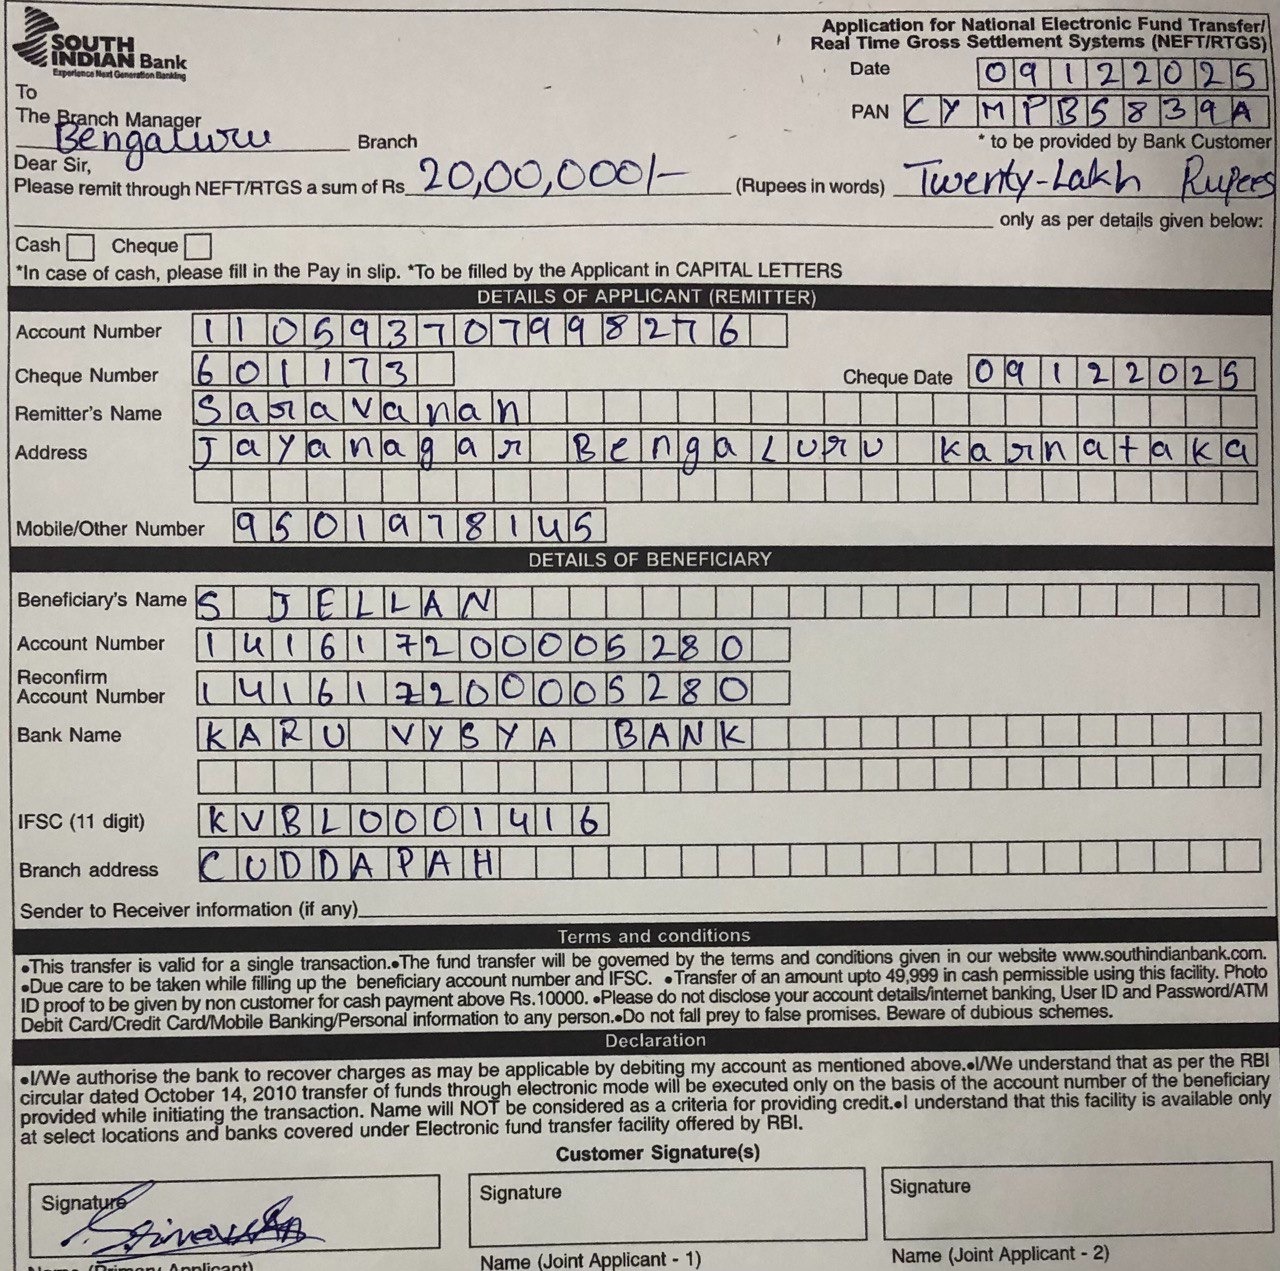 SOUTH
INDIAN Bank
Experience Next Generation Banking
Application for National Electronic Fund Transfer/
Real Time Gross Settlement Systems (NEFT/RTGS)
Date 09122025
PAN CYMPB5839A
* to be provided by Bank Customer
To
The Branch Manager
Bengaluru Branch
Dear Sir,
Please remit through NEFT/RTGS a sum of Rs 20,00,000/- (Rupees in words) Twenty-Lakh Rupees
only as per details given below:
Cash Cheque
*In case of cash, please fill in the Pay in slip. *To be filled by the Applicant in CAPITAL LETTERS
DETAILS OF APPLICANT (REMITTER)
Account Number 110593707998276
Cheque Number 601173 Cheque Date 09122025
Remitter's Name Saravanan
Address Jayanagar BengaLuru Karnataka
Mobile/Other Number 9501978145
DETAILS OF BENEFICIARY
Beneficiary's Name S JELLAN
Account Number 141617200005280
Reconfirm
Account Number 141617200005280
Bank Name KARU VYSYA BANK
IFSC (11 digit) KVBL0001416
Branch address CUDDAPAH
Sender to Receiver information (if any)
Terms and conditions
•This transfer is valid for a single transaction.•The fund transfer will be governed by the terms and conditions given in our website www.southindianbank.com.
•Due care to be taken while filling up the beneficiary account number and IFSC. •Transfer of an amount upto 49,999 in cash permissible using this facility. Photo
ID proof to be given by non customer for cash payment above Rs.10000. •Please do not disclose your account details/internet banking, User ID and Password/ATM
Debit Card/Credit Card/Mobile Banking/Personal information to any person.•Do not fall prey to false promises. Beware of dubious schemes.
Declaration
•I/We authorise the bank to recover charges as may be applicable by debiting my account as mentioned above.•I/We understand that as per the RBI
circular dated October 14, 2010 transfer of funds through electronic mode will be executed only on the basis of the account number of the beneficiary
provided while initiating the transaction. Name will NOT be considered as a criteria for providing credit.•I understand that this facility is available only
at select locations and banks covered under Electronic fund transfer facility offered by RBI.
Customer Signature(s)
Signature Signature Signature
Name (Primary Applicant) Name (Joint Applicant - 1) Name (Joint Applicant - 2)